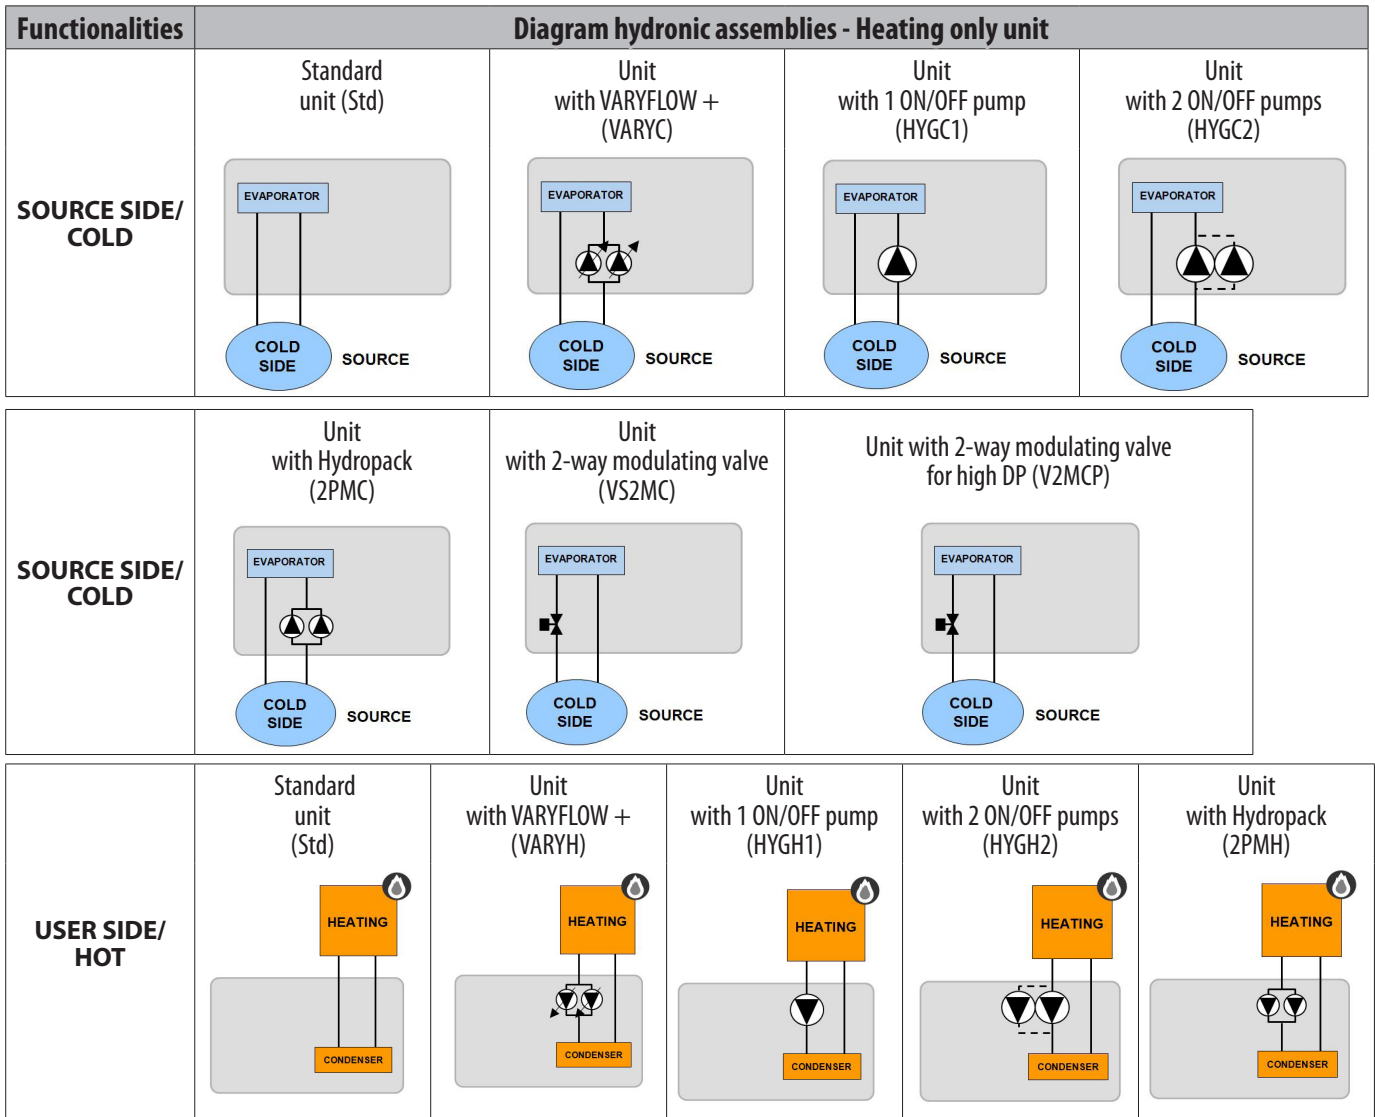 Functionalities
Diagram hydronic assemblies - Heating only unit
SOURCE SIDE/
COLD
Standard
unit (Std)
EVAPORATOR
COLD
SIDE
SOURCE
Unit
with VARYFLOW +
(VARYC)
EVAPORATOR
COLD
SIDE
SOURCE
Unit
with 1 ON/OFF pump
(HYGC1)
EVAPORATOR
COLD
SIDE
SOURCE
Unit
with 2 ON/OFF pumps
(HYGC2)
EVAPORATOR
COLD
SIDE
SOURCE
SOURCE SIDE/
COLD
Unit
with Hydropack
(2PMC)
EVAPORATOR
COLD
SIDE
SOURCE
Unit
with 2-way modulating valve
(VS2MC)
EVAPORATOR
COLD
SIDE
SOURCE
Unit with 2-way modulating valve
for high DP (V2MCP)
EVAPORATOR
COLD
SIDE
SOURCE
USER SIDE/
HOT
Standard
unit
(Std)
HEATING
CONDENSER
Unit
with VARYFLOW +
(VARYH)
HEATING
CONDENSER
Unit
with 1 ON/OFF pump
(HYGH1)
HEATING
CONDENSER
Unit
with 2 ON/OFF pumps
(HYGH2)
HEATING
CONDENSER
Unit
with Hydropack
(2PMH)
HEATING
CONDENSER